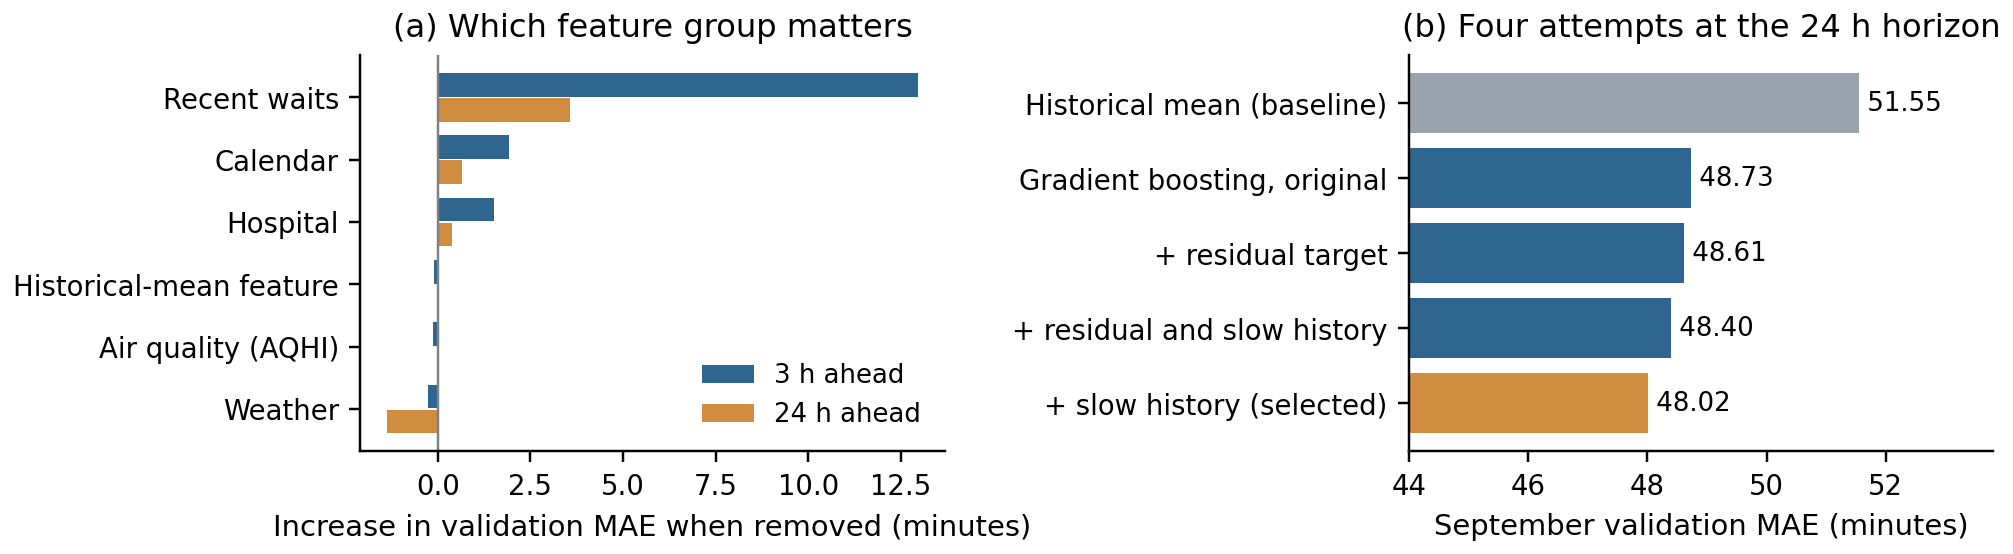 (a) Which feature group matters
Recent waits
Calendar
Hospital
Historical-mean feature
Air quality (AQHI)
Weather
3 h ahead
24 h ahead
0.0 2.5 5.0 7.5 10.0 12.5
Increase in validation MAE when removed (minutes)
(b) Four attempts at the 24 h horizon
Historical mean (baseline) 51.55
Gradient boosting, original 48.73
+ residual target 48.61
+ residual and slow history 48.40
+ slow history (selected) 48.02
44 46 48 50 52
September validation MAE (minutes)